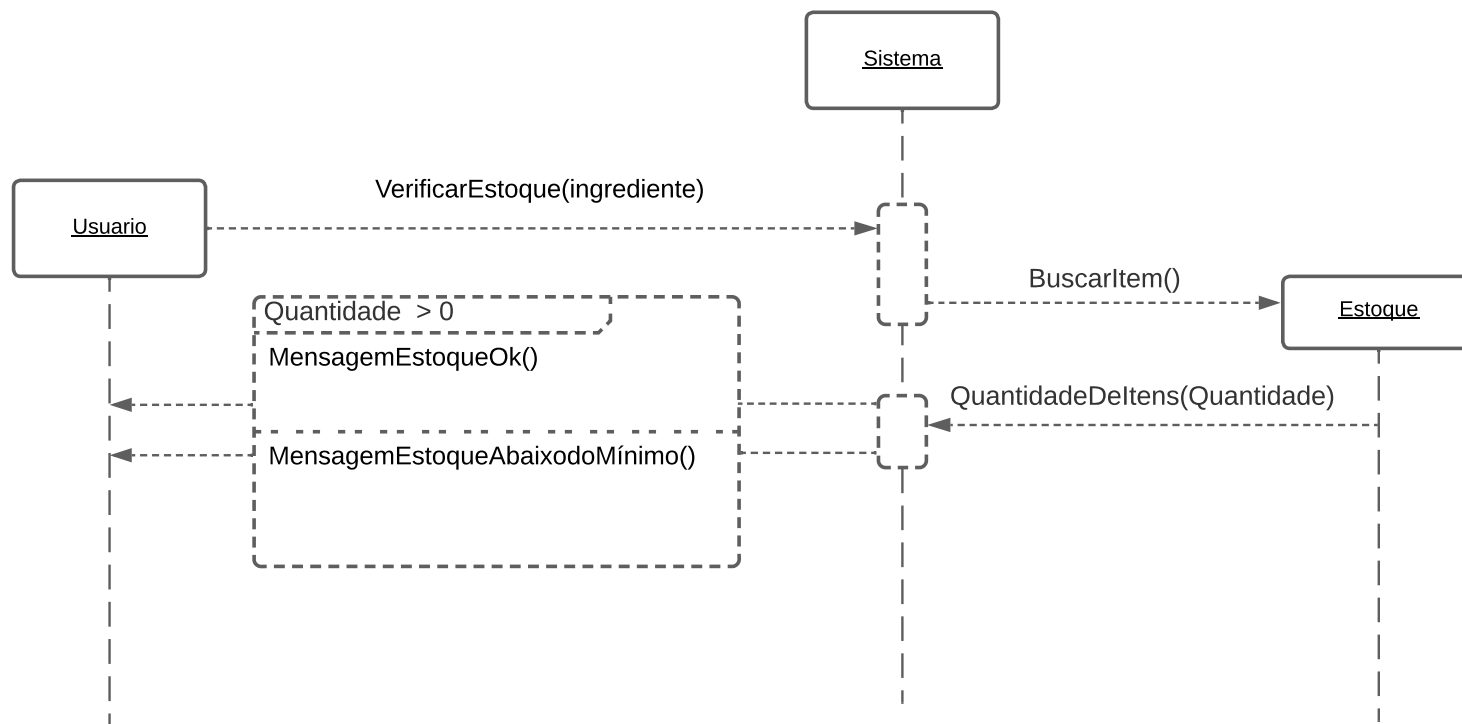 Sistema
VerificarEstoque(ingrediente)
Usuario
BuscarItem()
Quantidade  > 0
Estoque
MensagemEstoqueOk()
QuantidadeDeItens(Quantidade)
MensagemEstoqueAbaixodoMínimo()